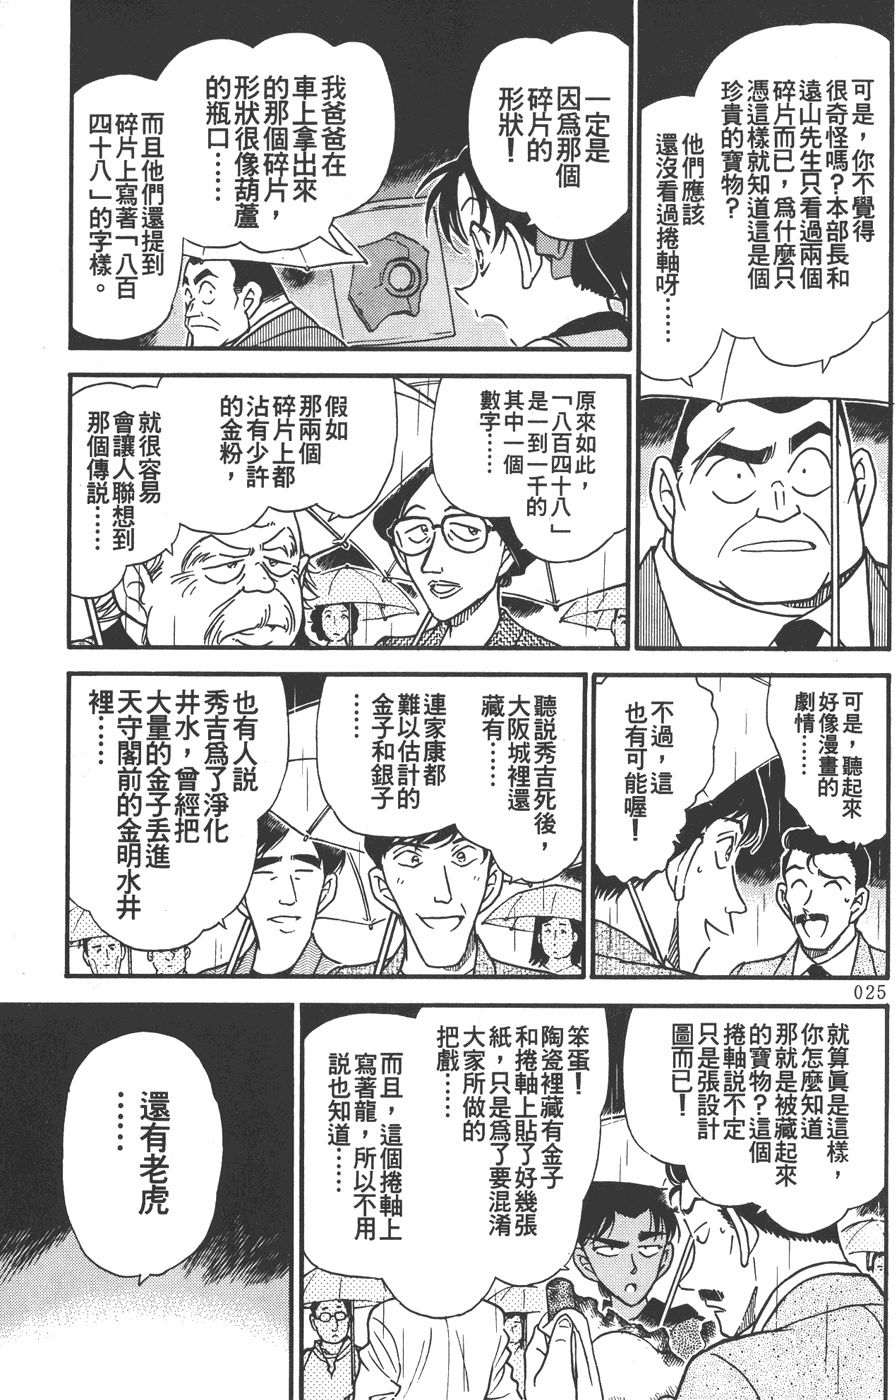 可是，你不覺得
很奇怪嗎？本部長和
遠山先生只看過兩個
碎片而已，為什麼只
憑這樣就知道這是個
珍貴的寶物？
他們應該
還沒看過捲軸呀……
一定是
因為那個
碎片的
形狀！
我爸爸在
車上拿出來
的那個碎片，
形狀很像葫蘆
的瓶口……
而且他們還提到
碎片上寫著「八百
四十八」的字樣。
原來如此，
「八百四十八」
是一到一千的
其中一個
數字……
假如
那兩個
碎片上都
沾有少許
的金粉，
就很容易
會讓人聯想到
那個傳說……
可是，聽起來
好像漫畫的
劇情……
不過，這
也有可能喔！
聽說秀吉死後，
大阪城裡還
藏有……
連家康都
難以估計的
金子和銀子
也有人說
秀吉為了淨化
井水，曾經把
大量的金子丟進
天守閣前的金明水井
裡……
025
就算真是這樣，
你怎麼知道
那就是被藏起來
的寶物？這個
捲軸說不定
只是張設計
圖而已！
笨蛋！
陶瓷裡藏有金子
和捲軸上貼了好幾張
紙，只是為了要混淆
大家所做的
把戲……
而且，這個捲軸上
寫著龍，所以不用
說也知道……
還有老虎
……